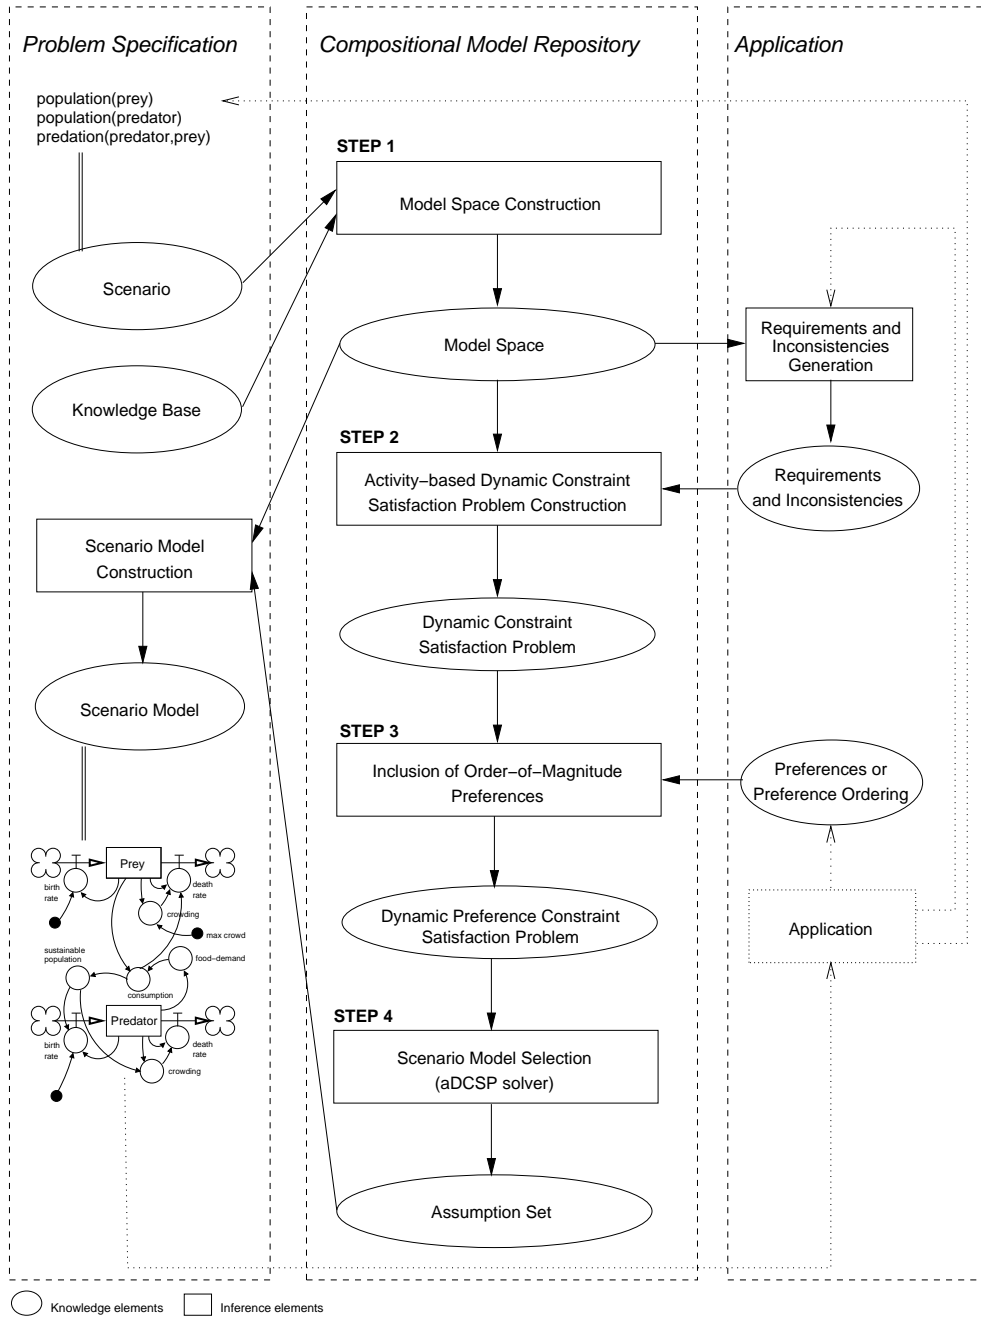 Problem Specification
Compositional Model Repository
Application
population(prey)
population(predator)
predation(predator,prey)
STEP 1
Model Space Construction
Scenario
Model Space
Requirements and
Inconsistencies
Generation
Knowledge Base
STEP 2
Activity−based Dynamic Constraint
Satisfaction Problem Construction
Requirements
and Inconsistencies
Scenario Model
Construction
Dynamic Constraint
Satisfaction Problem
Scenario Model
STEP 3
Inclusion of Order−of−Magnitude
Preferences
Preferences or
Preference Ordering
Prey
birth
rate
death
rate
crowding
max crowd
sustainable
population
food−demand
consumption
Predator
birth
rate
death
rate
crowding
Dynamic Preference Constraint
Satisfaction Problem
Application
STEP 4
Scenario Model Selection
(aDCSP solver)
Assumption Set
Knowledge elements
Inference elements